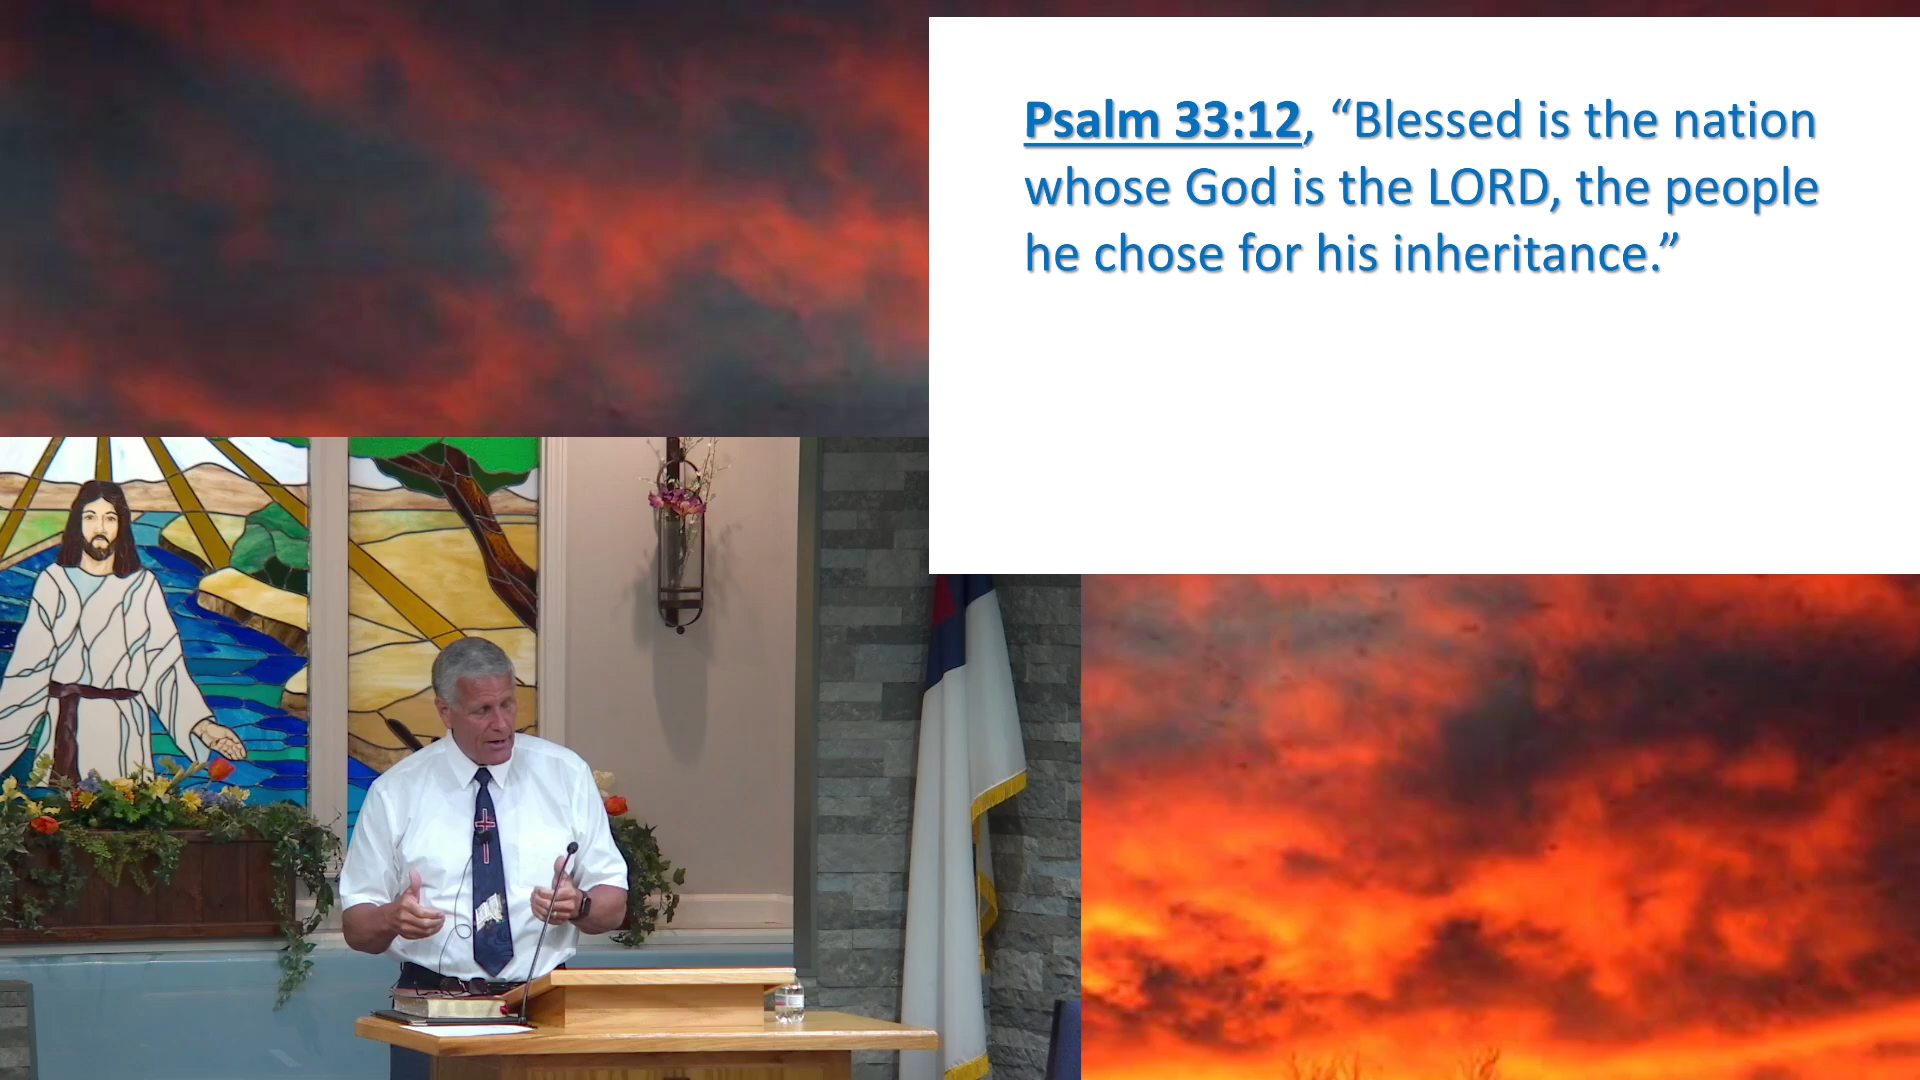 Psalm 33:12, “Blessed is the nation
whose God is the LORD, the people
he chose for his inheritance.”